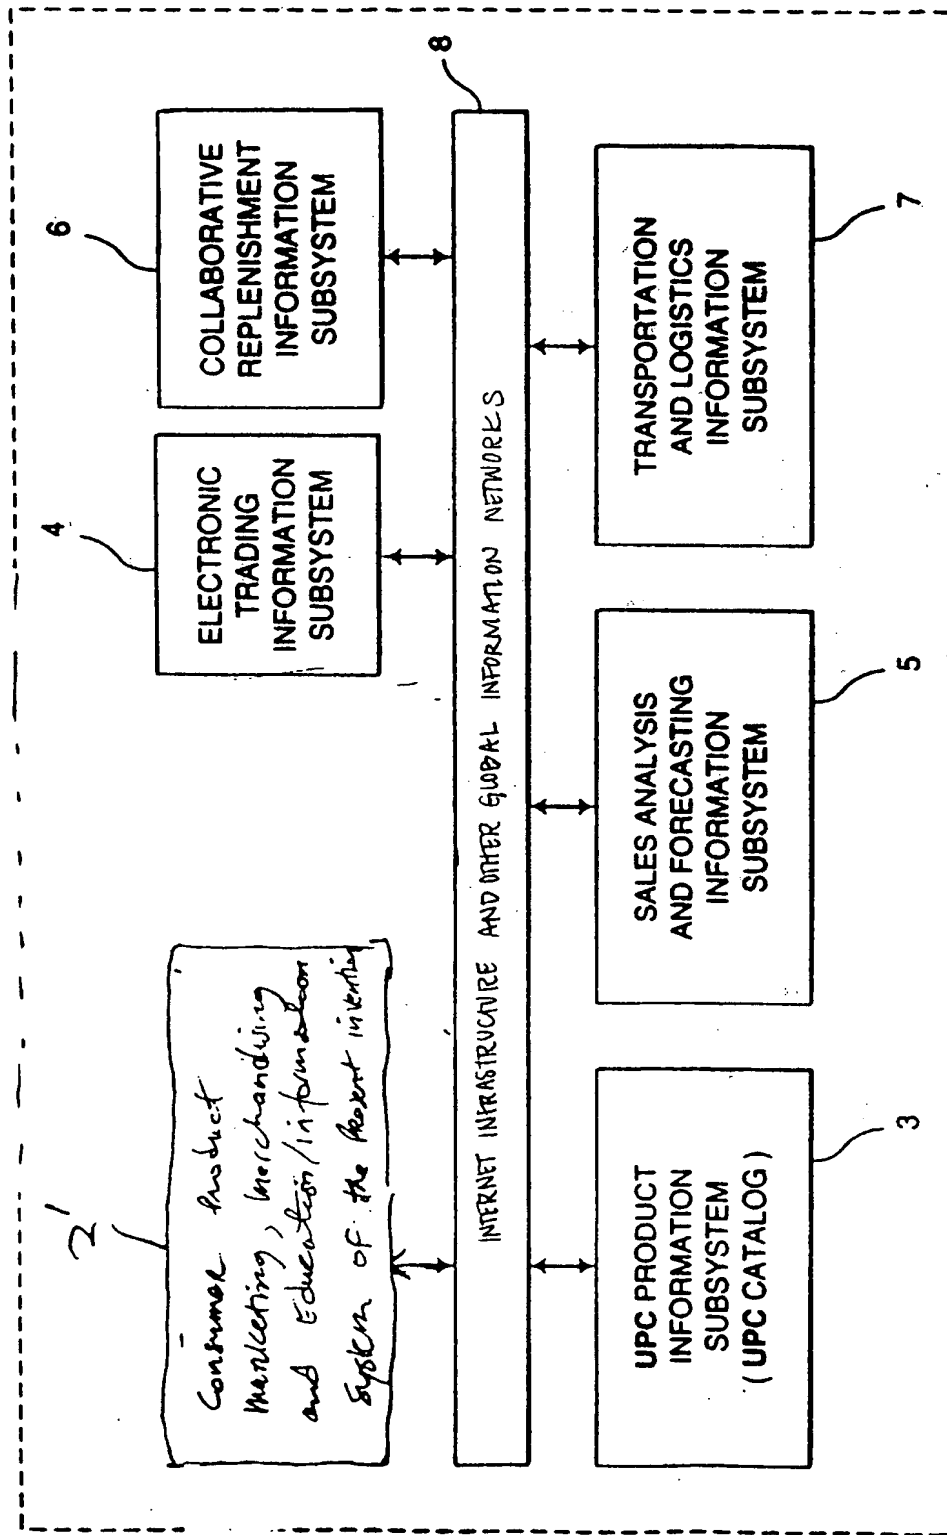 2'
Consumer Product
Marketing, Merchandising
and Education/information
System of the Present invention
4
ELECTRONIC
TRADING
INFORMATION
SUBSYSTEM
6
COLLABORATIVE
REPLENISHMENT
INFORMATION
SUBSYSTEM
8
INTERNET INFRASTRUCTURE AND OTHER GLOBAL INFORMATION NETWORKS
UPC PRODUCT
INFORMATION
SUBSYSTEM
(UPC CATALOG)
3
SALES ANALYSIS
AND FORECASTING
INFORMATION
SUBSYSTEM
5
TRANSPORTATION
AND LOGISTICS
INFORMATION
SUBSYSTEM
7